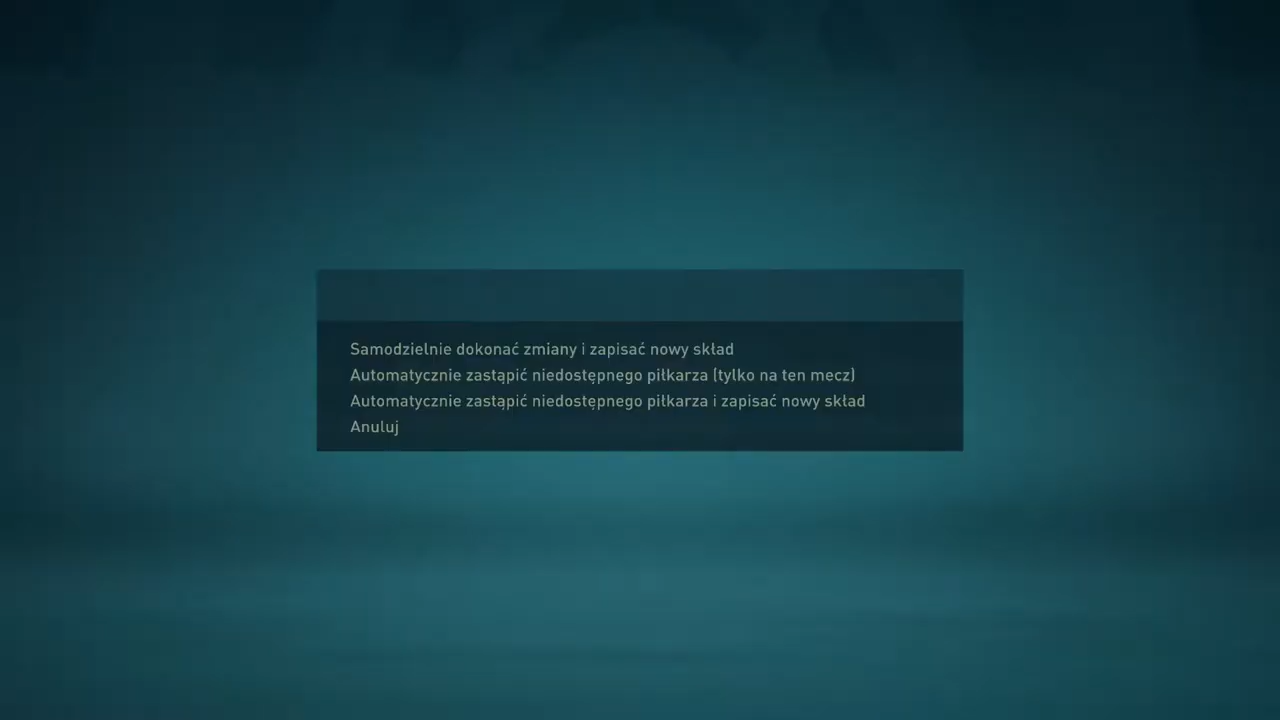 Samodzielnie dokonać zmiany i zapisać nowy skład
Automatycznie zastąpić niedostępnego piłkarza (tylko na ten mecz)
Automatycznie zastąpić niedostępnego piłkarza i zapisać nowy skład
Anuluj